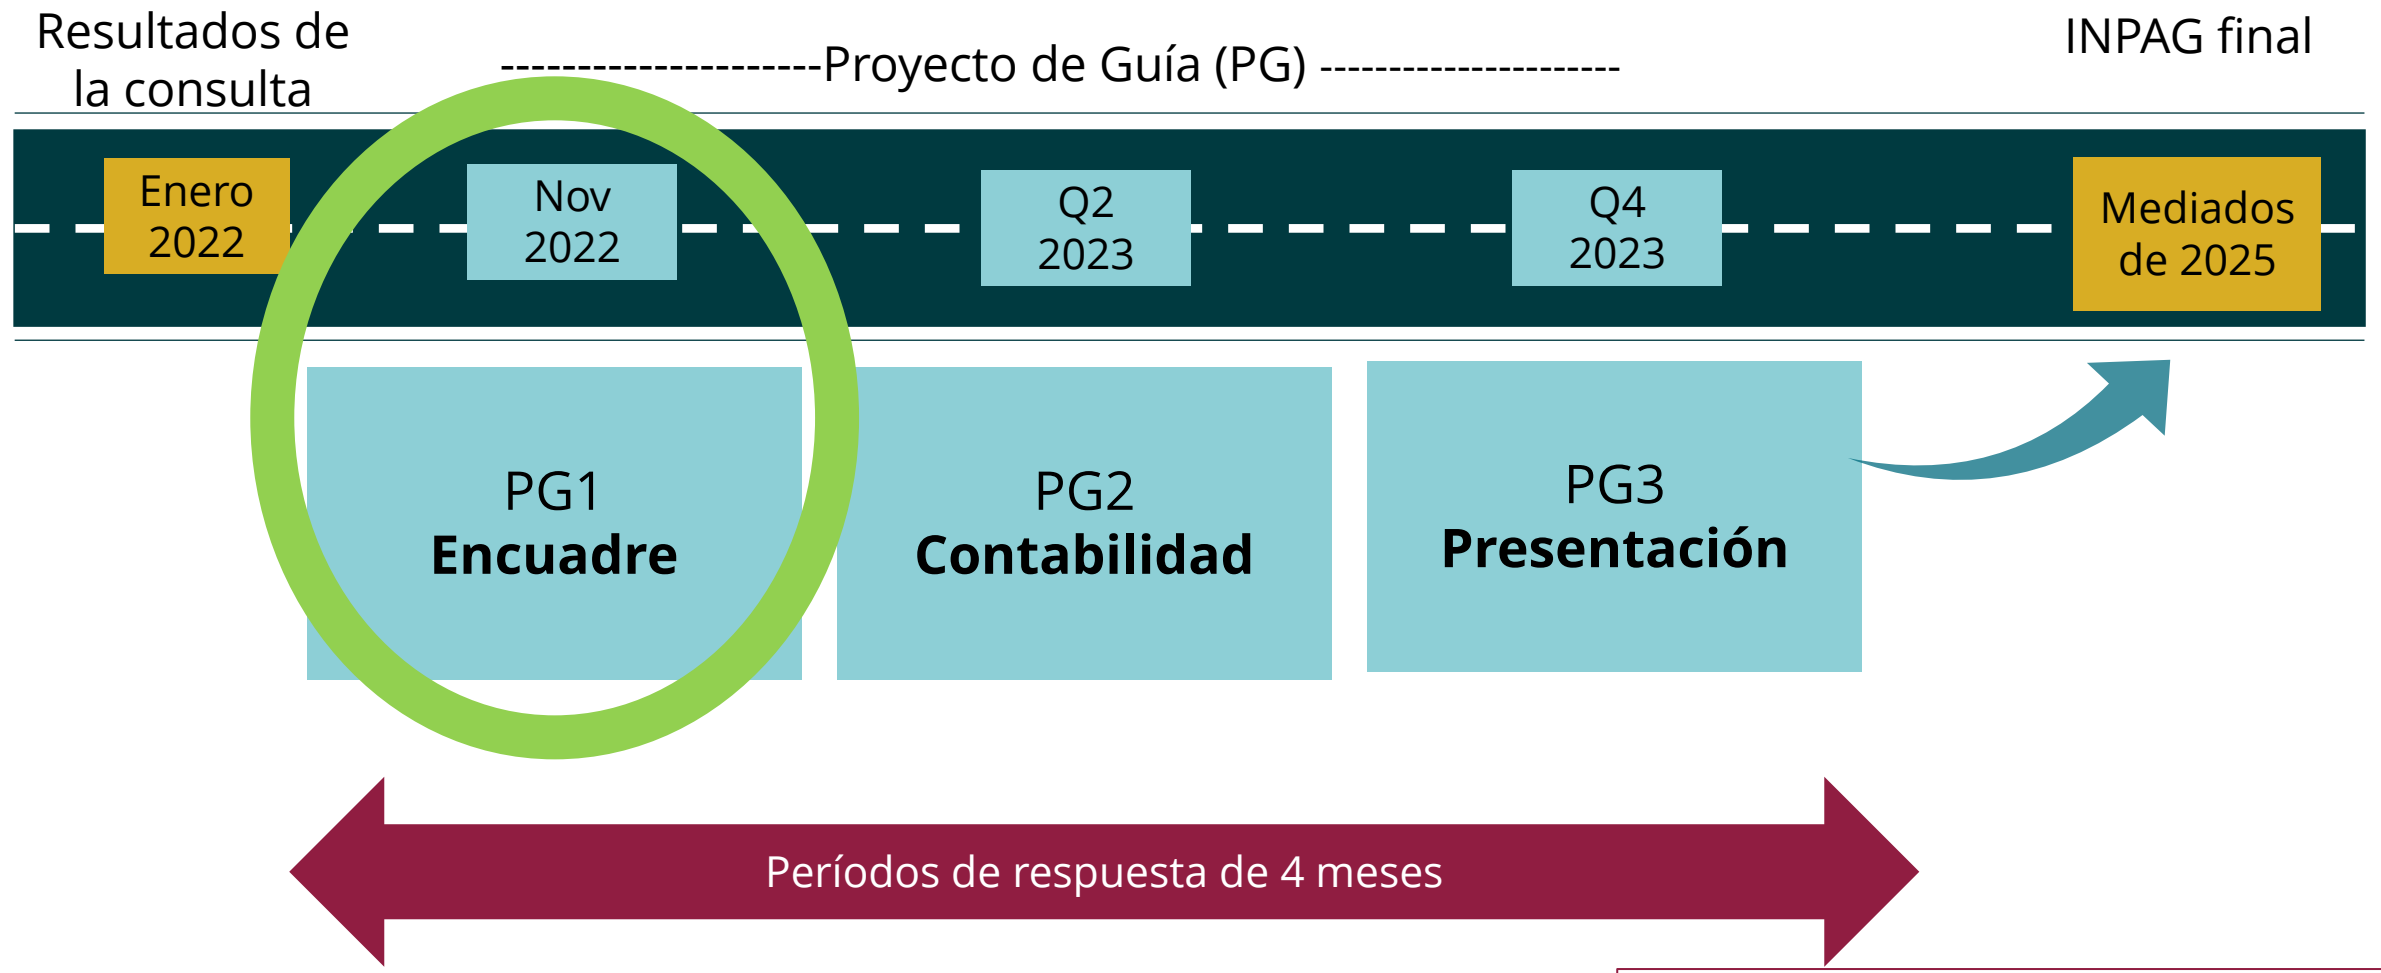 Resultados de
la consulta
---------------------Proyecto de Guía (PG) ----------------------
INPAG final
Enero
2022
Nov
2022
Q2
2023
Q4
2023
Mediados
de 2025
PG1
Encuadre
PG2
Contabilidad
PG3
Presentación
Períodos de respuesta de 4 meses